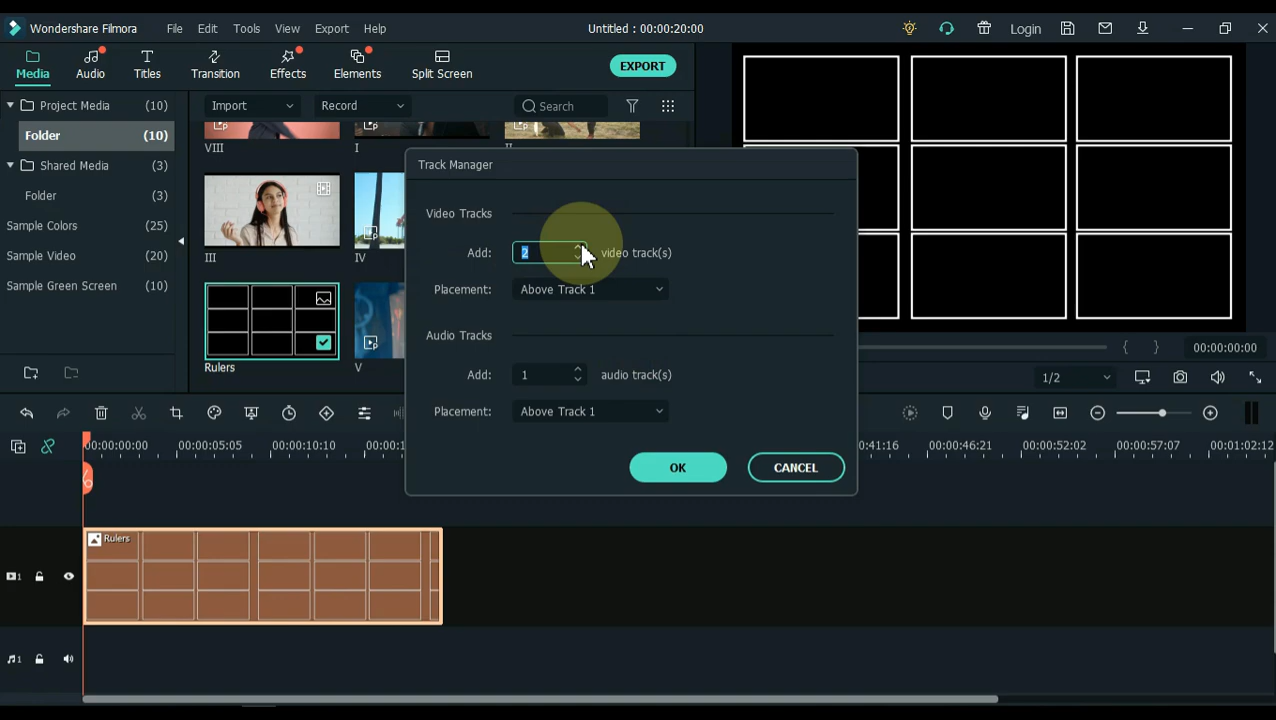 Wondershare Filmora File Edit Tools View Export Help Untitled : 00:00:20:00 Login
Media Audio Titles Transition Effects Elements Split Screen EXPORT
Project Media (10)
Folder (10)
Shared Media (3)
Folder (3)
Sample Colors (25)
Sample Video (10)
Sample Green Screen (10)
Import Record Search
VIII I II
III IV
Rulers V
Track Manager
Video Tracks
Add: 2 video track(s)
Placement: Above Track 1
Audio Tracks
Add: 1 audio track(s)
Placement: Above Track 1
OK CANCEL
{ } 00:00:00:00
1/2
00:00:00:00 00:00:05:05 00:00:10:10 00:00:1 :41:16 00:00:46:21 00:00:52:02 00:00:57:07 00:01:02:12
Rulers
1
1